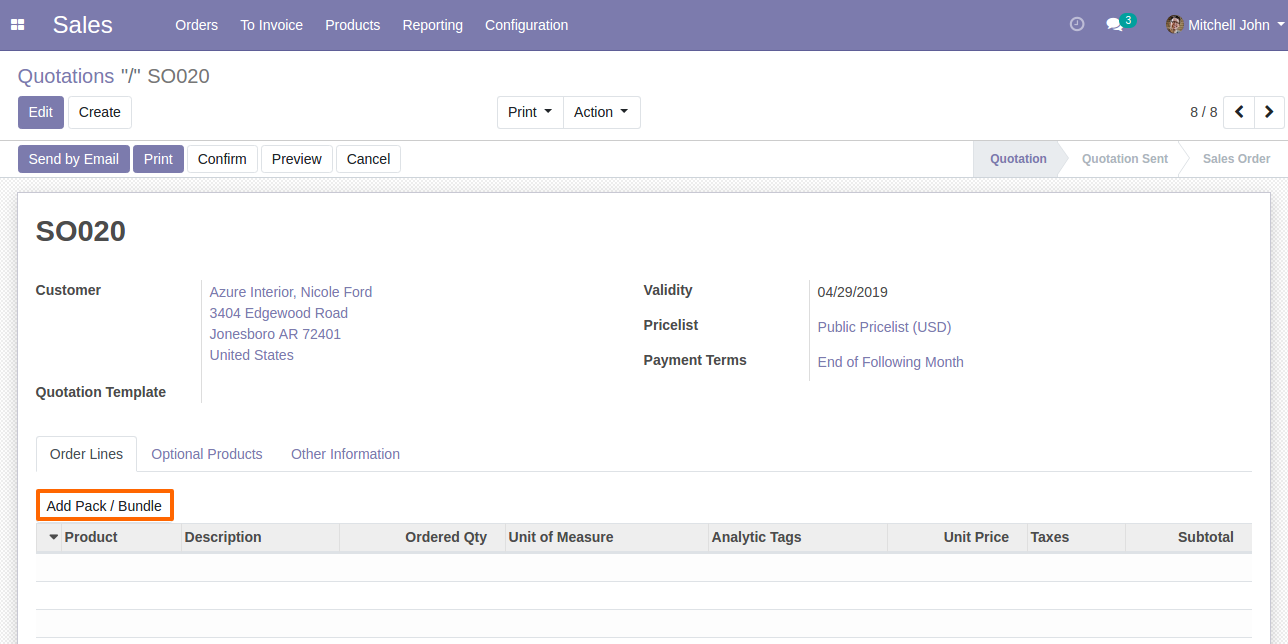 Sales Orders To Invoice Products Reporting Configuration 3 Mitchell John
Quotations "/" SO020
Edit Create Print Action 8 / 8
Send by Email Print Confirm Preview Cancel Quotation Quotation Sent Sales Order
SO020
Customer Azure Interior, Nicole Ford Validity 04/29/2019
3404 Edgewood Road
Pricelist Public Pricelist (USD)
Jonesboro AR 72401
United States Payment Terms End of Following Month
Quotation Template
Order Lines Optional Products Other Information
Add Pack / Bundle
Product Description Ordered Qty Unit of Measure Analytic Tags Unit Price Taxes Subtotal